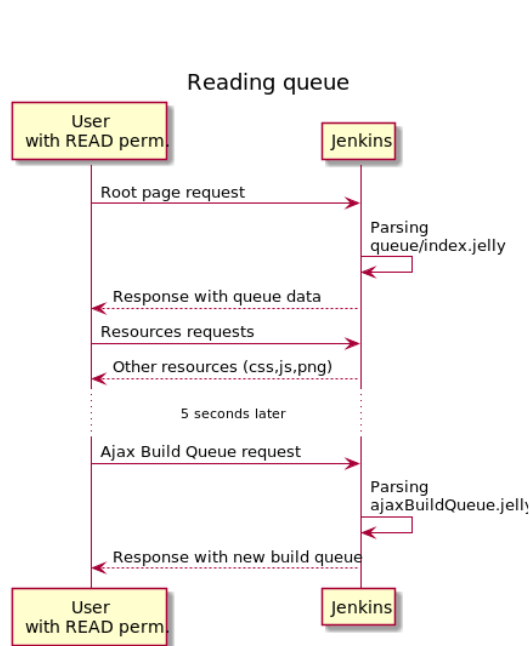 Reading queue
User
with READ perm.
Jenkins
Root page request
Parsing
queue/index.jelly
Response with queue data
Resources requests
Other resources (css,js,png)
5 seconds later
Ajax Build Queue request
Parsing
ajaxBuildQueue.jelly
Response with new build queue
User
with READ perm.
Jenkins